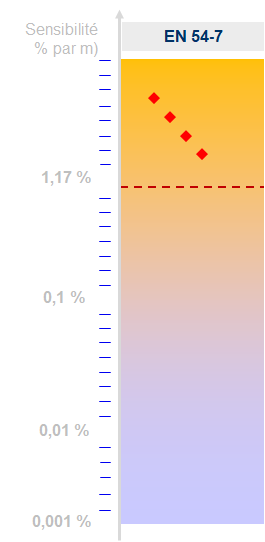 Sensibilité
% par m)
EN 54-7
1,17 %
0,1 %
0,01 %
0,001 %